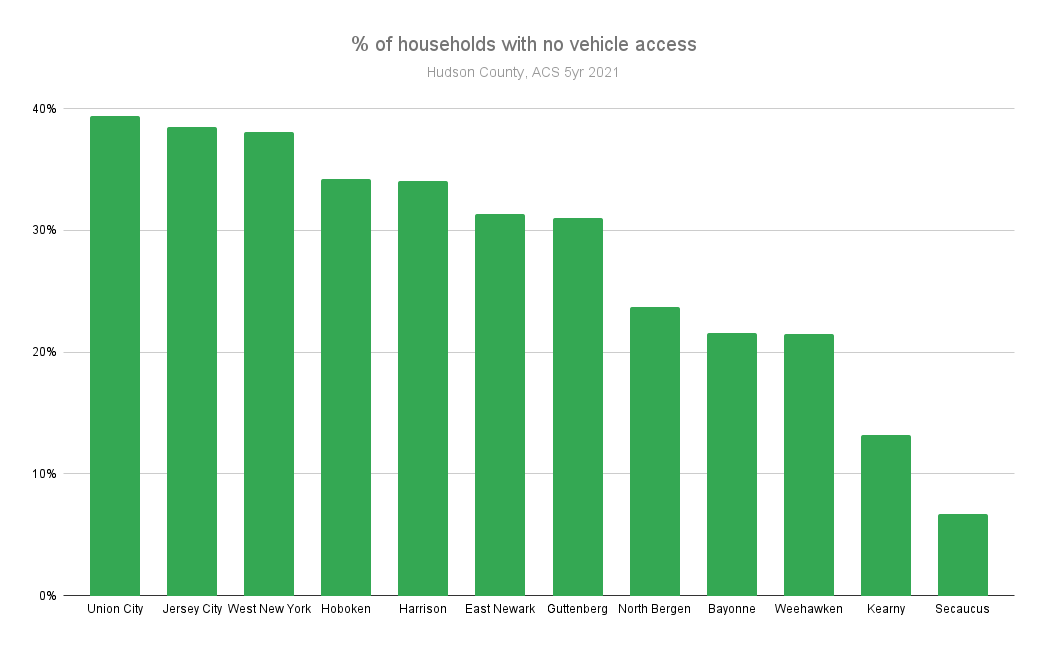 % of households with no vehicle access
Hudson County, ACS 5yr 2021
40%
30%
20%
10%
0%
Union City Jersey City West New York Hoboken Harrison East Newark Guttenberg North Bergen Bayonne Weehawken Kearny Secaucus